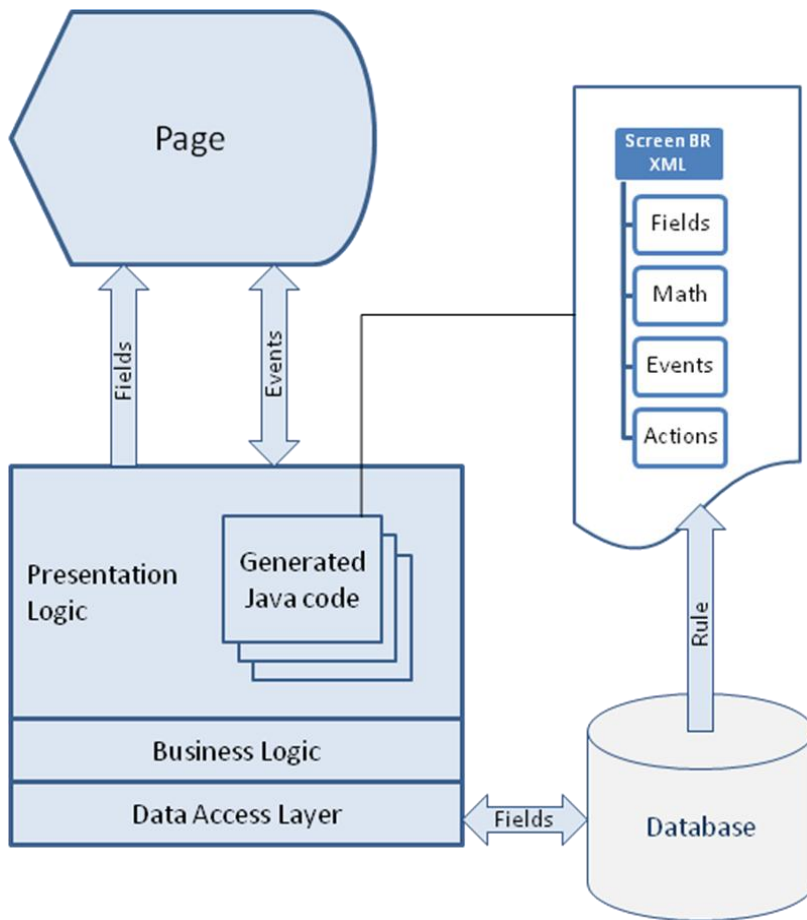 Page
Screen BR
XML
Fields
Math
Events
Actions
Fields
Events
Presentation
Logic
Generated
Java code
Rule
Business Logic
Data Access Layer
Fields
Database